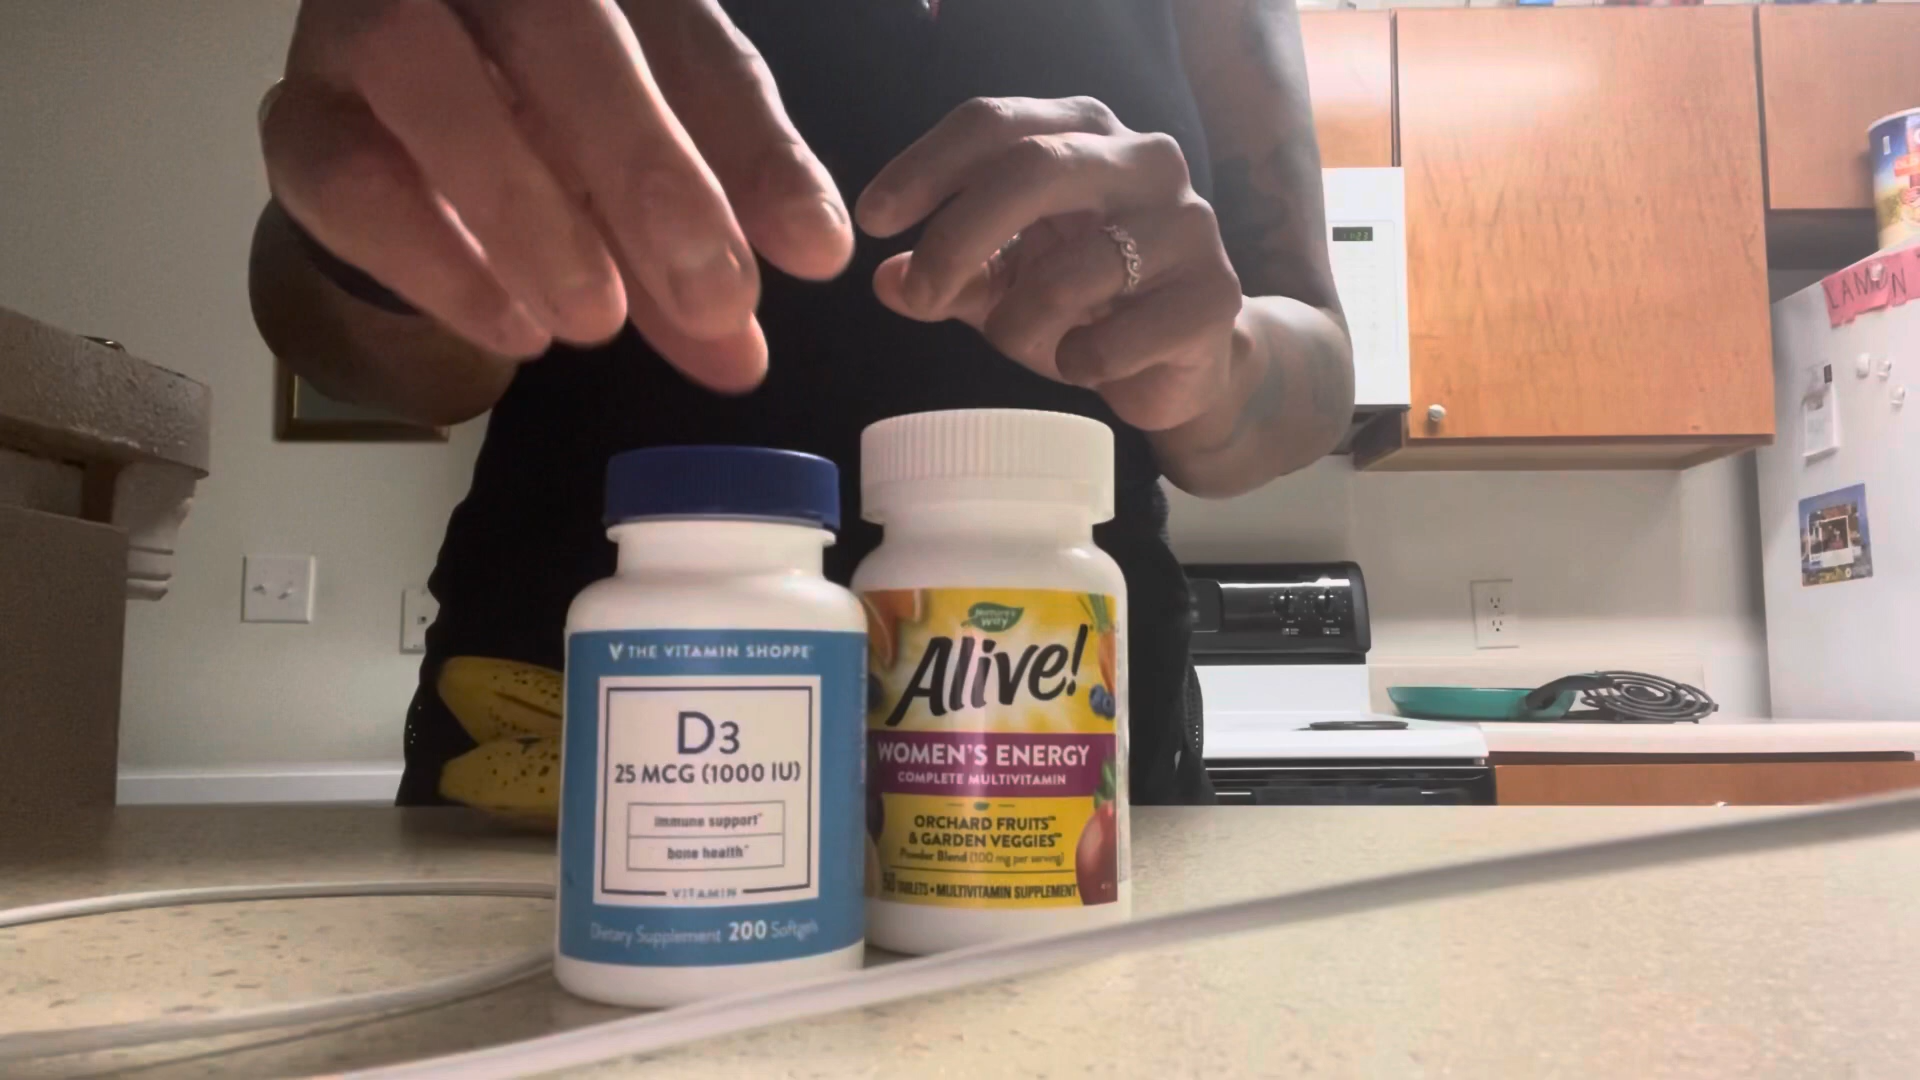 THE VITAMIN SHOPPE
D3
25 MCG (1000 IU)
immune support
bone health
VITAMIN
Dietary Supplement 200 Softgels
Nature's
Way
Alive!
WOMEN'S ENERGY
COMPLETE MULTIVITAMIN
ORCHARD FRUITS™
& GARDEN VEGGIES™
Powder Blend (100 mg per serving)
50 TABLETS • MULTIVITAMIN SUPPLEMENT